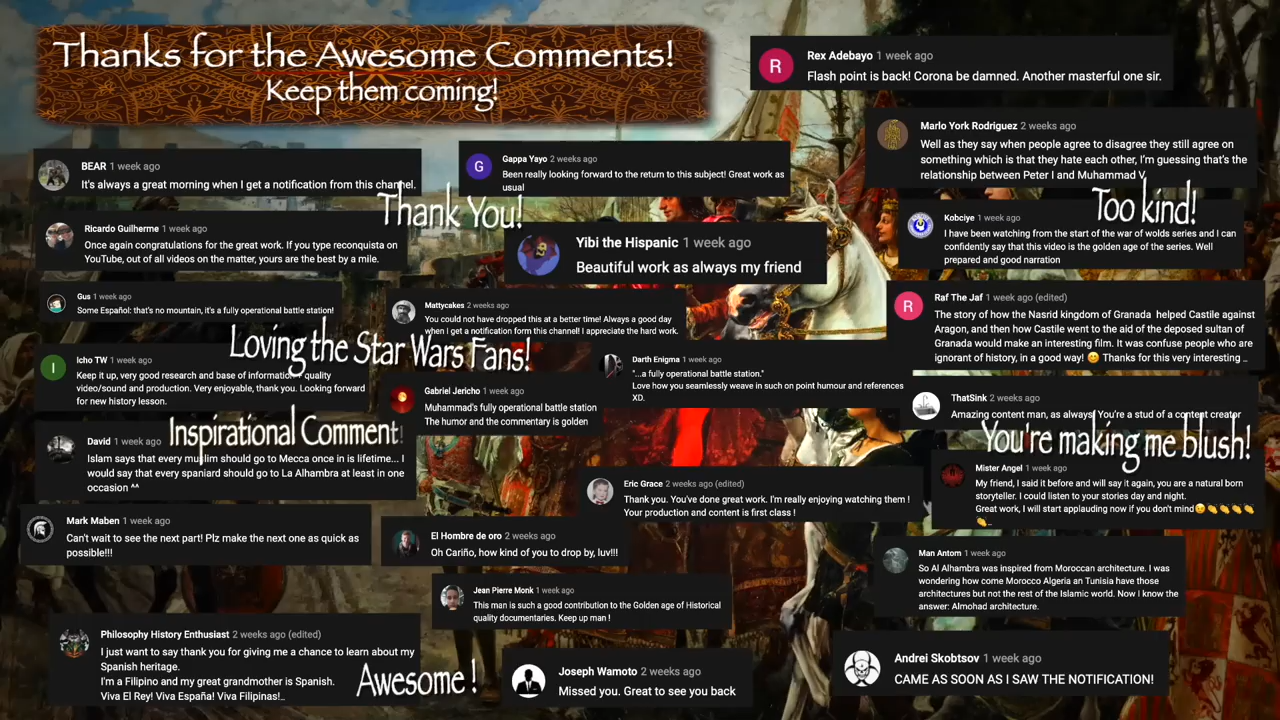 Thanks for the Awesome Comments!
Keep them coming!
Rex Adebayo 1 week ago
Flash point is back! Corona be damned. Another masterful one sir.
Marlo York Rodriguez 2 weeks ago
Well as they say when people agree to disagree they still agree on
something which is that they hate each other, I'm guessing that's the
relationship between Peter I and Muhammad V
Too kind!
BEAR 1 week ago
It's always a great morning when I get a notification from this channel.
Gappa Yayo 2 weeks ago
Been really looking forward to the return to this subject! Great work as
usual
Thank You!
Ricardo Guilherme 1 week ago
Once again congratulations for the great work. If you type reconquista on
YouTube, out of all videos on the matter, yours are the best by a mile.
Yibi the Hispanic 1 week ago
Beautiful work as always my friend
Kobciye 1 week ago
I have been watching from the start of the war of wolds series and I can
confidently say that this video is the golden age of the series. Well
prepared and good narration
Gus 1 week ago
Some Español: that's no mountain, it's a fully operational battle station!
Mattycakes 2 weeks ago
You could not have dropped this at a better time! Always a good day
when I get a notification form this channel! I appreciate the hard work.
Raf The Jaf 1 week ago (edited)
The story of how the Nasrid kingdom of Granada helped Castile against
Aragon, and then how Castile went to the aid of the deposed sultan of
Granada would make an interesting film. It was confuse people who are
ignorant of history, in a good way! 😊 Thanks for this very interesting ..
Loving the Star Wars Fans!
Icho TW 1 week ago
Keep it up, very good research and base of information quality
video/sound and production. Very enjoyable, thank you. Looking forward
for new history lesson.
Darth Enigma 1 week ago
"...a fully operational battle station."
Love how you seamlessly weave in such on point humour and references
XD.
Gabriel Jericho 1 week ago
Muhammad's fully operational battle station
The humor and the commentary is golden
ThatSink 2 weeks ago
Amazing content man, as always! You're a stud of a content creator
You're making me blush!
Inspirational Comment!
David 1 week ago
Islam says that every muslim should go to Mecca once in is lifetime... I
would say that every spaniard should go to La Alhambra at least in one
occasion ^^
Mister Angel 1 week ago
My friend, I said it before and will say it again, you are a natural born
storyteller. I could listen to your stories day and night.
Great work, I will start applauding now if you don't mind😉👏👏👏👏
👏..
Eric Grace 2 weeks ago (edited)
Thank you. You've done great work. I'm really enjoying watching them !
Your production and content is first class !
Mark Maben 1 week ago
Can't wait to see the next part! Plz make the next one as quick as
possible!!!
El Hombre de oro 2 weeks ago
Oh Cariño, how kind of you to drop by, luv!!!
Man Antom 1 week ago
So Al Alhambra was inspired from Moroccan architecture. I was
wondering how come Morocco Algeria an Tunisia have those
architectures but not the rest of the Islamic world. Now I know the
answer: Almohad architecture.
Jean Pierre Monk 1 week ago
This man is such a good contribution to the Golden age of Historical
quality documentaries. Keep up man !
Philosophy History Enthusiast 2 weeks ago (edited)
I just want to say thank you for giving me a chance to learn about my
Spanish heritage.
I'm a Filipino and my great grandmother is Spanish.
Viva El Rey! Viva España! Viva Filipinas!..
Awesome !
Joseph Wamoto 2 weeks ago
Missed you. Great to see you back
Andrei Skobtsov 1 week ago
CAME AS SOON AS I SAW THE NOTIFICATION!
R
G
R
I